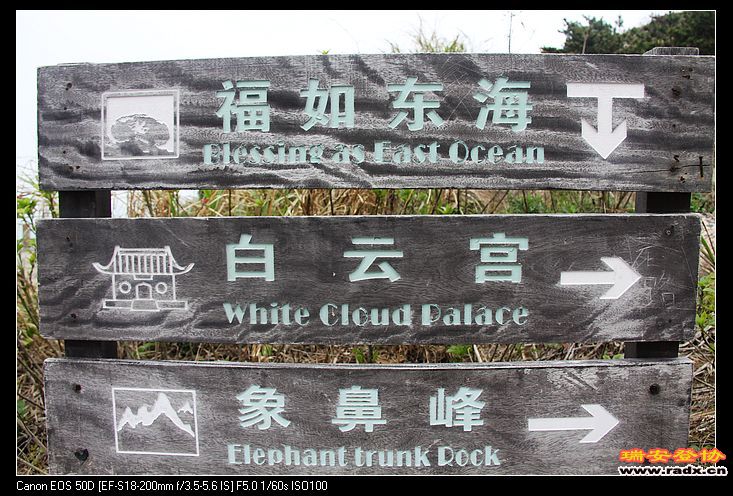 福如东海
Blessing as East Ocean
白云宫
White Cloud Palace
象鼻峰
Elephant trunk Rock
Canon EOS 50D [EF-S18-200mm f/3.5-5.6 IS] F5.0 1/60s ISO100
瑞安登协
www.radx.cn